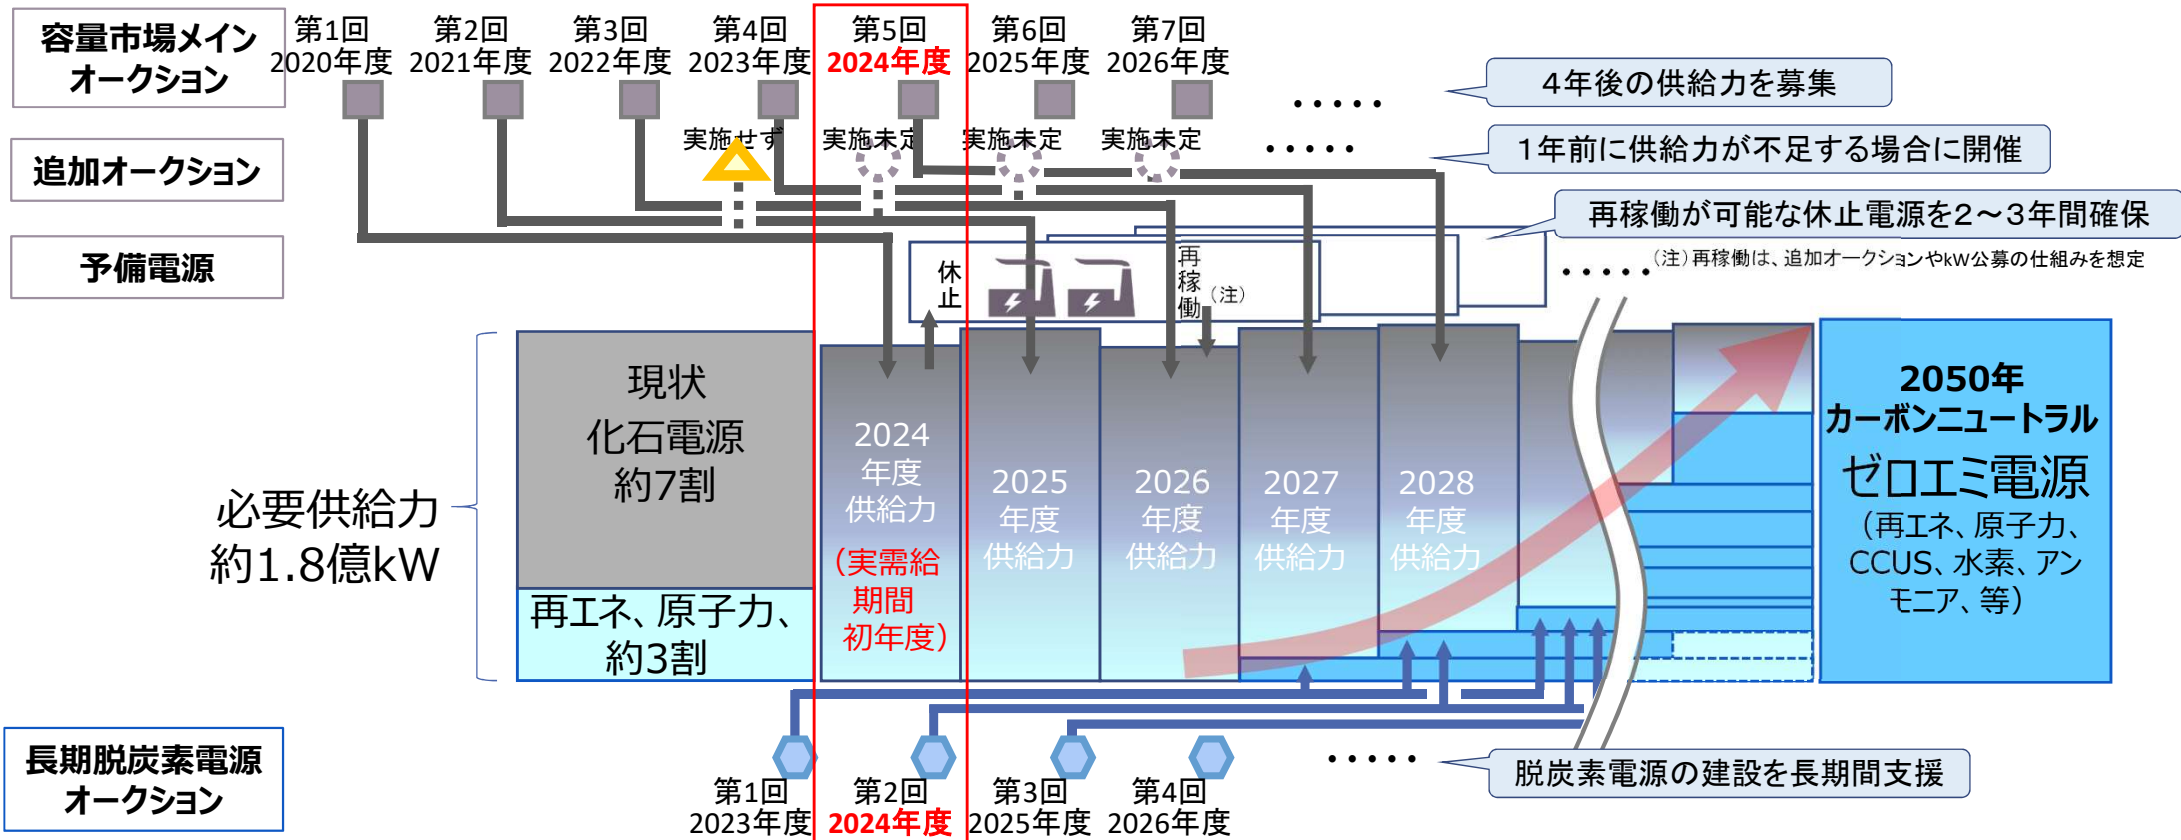 容量市場メイン
オークション
第1回
2020年度
第2回
2021年度
第3回
2022年度
第4回
2023年度
第5回
2024年度
第6回
2025年度
第7回
2026年度
・・・・・
4年後の供給力を募集
追加オークション
実施せず
実施未定
実施未定
実施未定
・・・・・
1年前に供給力が不足する場合に開催
予備電源
休止
再稼働
(注)
再稼働が可能な休止電源を2～3年間確保
・・・・・
(注)再稼働は、追加オークションやkW公募の仕組みを想定
必要供給力
約1.8億kW
現状
化石電源
約7割
再エネ、原子力、
約3割
2024
年度
供給力
(実需給
期間
初年度)
2025
年度
供給力
2026
年度
供給力
2027
年度
供給力
2028
年度
供給力
2050年
カーボンニュートラル
ゼロエミ電源
(再エネ、原子力、
CCUS、水素、アン
モニア、等)
長期脱炭素電源
オークション
第1回
2023年度
第2回
2024年度
第3回
2025年度
第4回
2026年度
・・・・・
脱炭素電源の建設を長期間支援